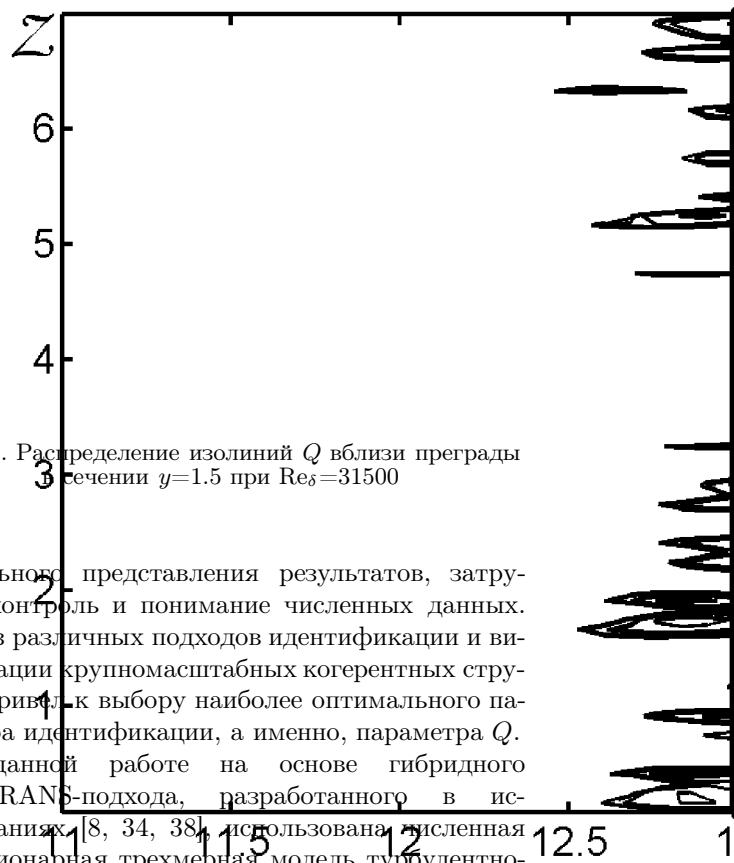 Z
6
5
4
. Распределение изолиний Q вблизи преграды
3
в сечении y=1.5 при Reδ=31500
ьного представления результатов, затру-
2
контроль и понимание численных данных.
з различных подходов идентификации и ви-
ации крупномасштабных когерентных стру-
ривел к выбору наиболее оптимального па-
1
ра идентификации, а именно, параметра Q.
данной работе на основе гибридного
RANS-подхода, разработанного в ис-
аниях [8, 34, 38], использована численная
11 11.5 12 12.5 1
ионарная трехмерная модель турбулентно-